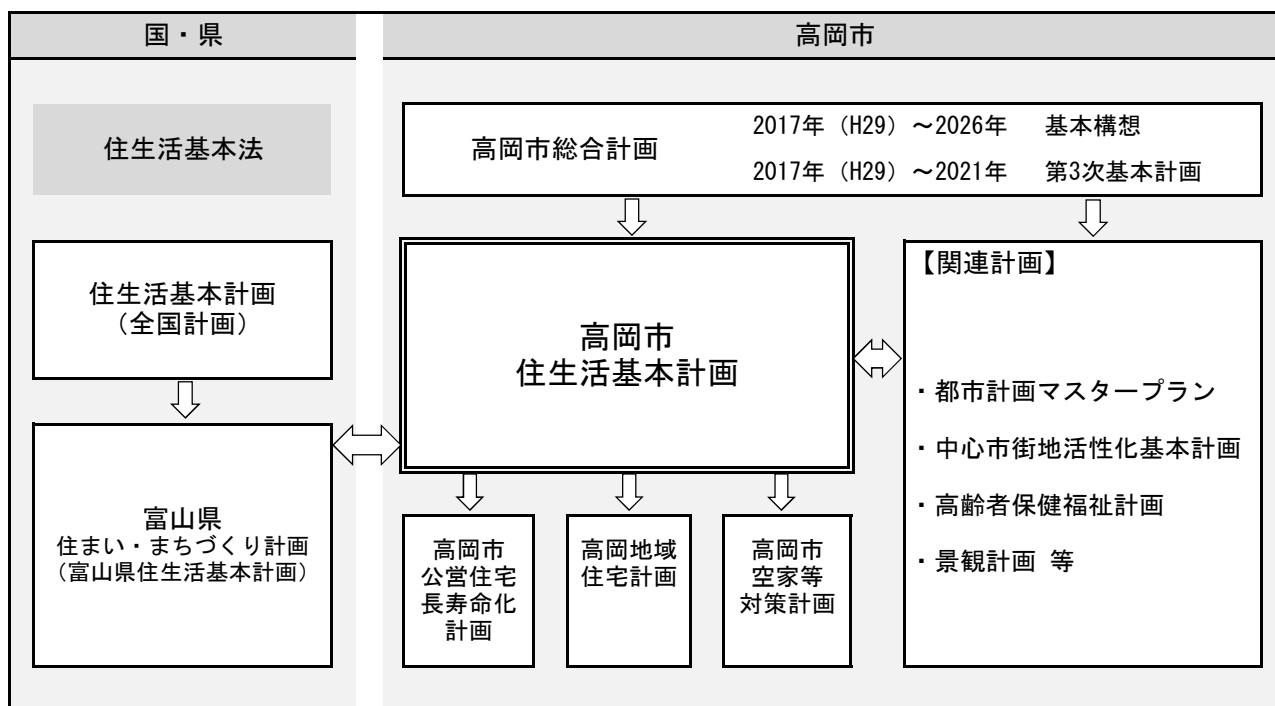 国・県
住生活基本法
住生活基本計画
（全国計画）
富山県
住まい・まちづくり計画
(富山県住生活基本計画)
高岡市
高岡市総合計画
2017年（H29）～2026年　基本構想
2017年（H29）～2021年　第3次基本計画
高岡市
住生活基本計画
高岡市
公営住宅
長寿命化
計画
高岡地域
住宅計画
高岡市
空家等
対策計画
【関連計画】
・都市計画マスタープラン
・中心市街地活性化基本計画
・高齢者保健福祉計画
・景観計画 等